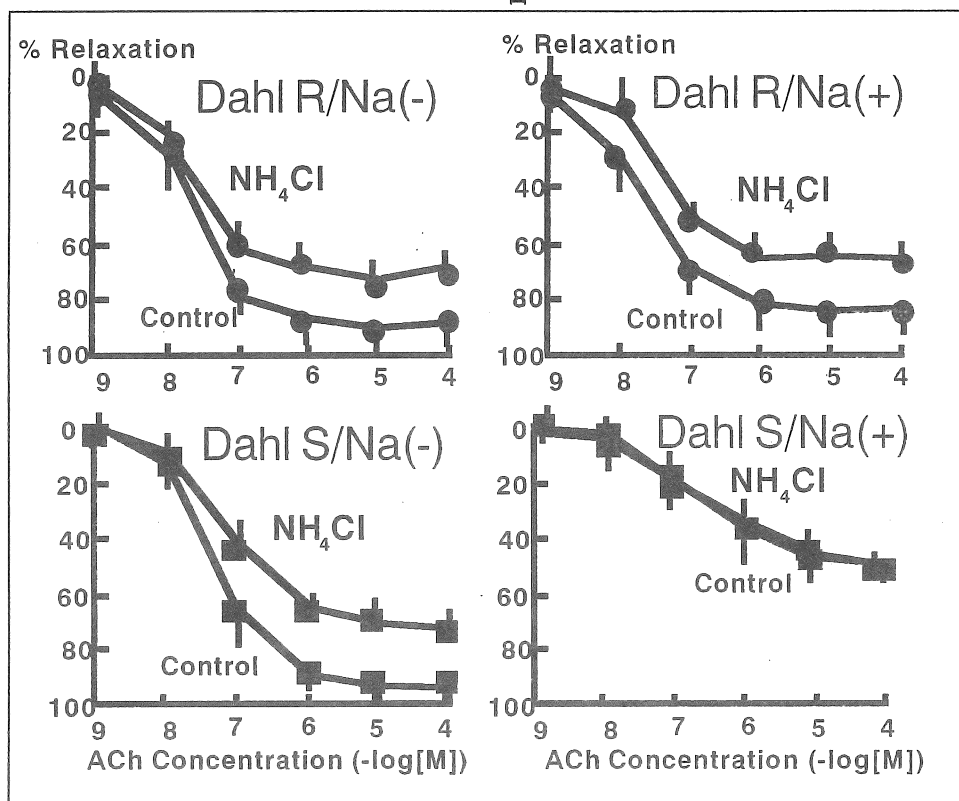 % Relaxation
Dahl R/Na(-)
0
20
40
60
80
100
NH4Cl
Control
9 8 7 6 5 4
% Relaxation
Dahl R/Na(+)
0
20
40
60
80
100
NH4Cl
Control
9 8 7 6 5 4
Dahl S/Na(-)
0
20
40
60
80
100
NH4Cl
Control
9 8 7 6 5 4
ACh Concentration (-log[M])
Dahl S/Na(+)
0
20
40
60
80
100
NH4Cl
Control
9 8 7 6 5 4
ACh Concentration (-log[M])